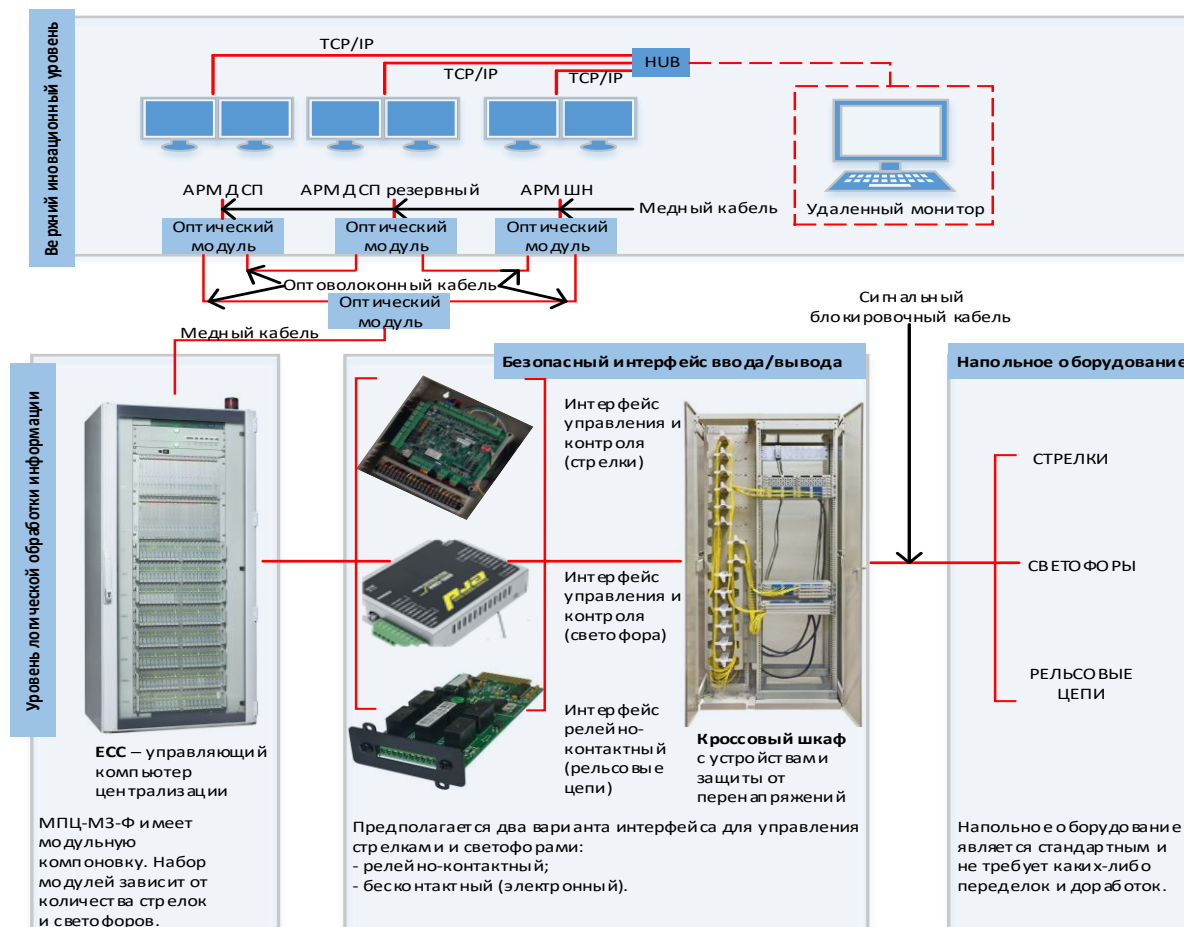 Верхний иновационный уровень
TCP/IP
TCP/IP
TCP/IP
HUB
АРМ ДСП
АРМ ДСП резервный
АРМ ШН
Медный кабель
Удаленный монитор
Оптический
модуль
Оптический
модуль
Оптический
модуль
Оптоволоконный кабель
Оптический
модуль
Медный кабель
Сигнальный
блокировочный кабель
Уровень логической обработки информации
Безопасный интерфейс ввода/вывода
Напольное оборудование
Интерфейс
управления и
контроля
(стрелки)
Интерфейс
управления и
контроля
(светофора)
Интерфейс
релейно-
контактный
(рельсовые
цепи)
СТРЕЛКИ
СВЕТОФОРЫ
РЕЛЬСОВЫЕ
ЦЕПИ
ЕСС – управляющий
компьютер
централизации
Кроссовый шкаф
с устройствами
защиты от
перенапряжений
МПЦ-МЗ-Ф имеет
модульную
компоновку. Набор
модулей зависит от
количества стрелок
и светофоров.
Предполагается два варианта интерфейса для управления
стрелками и светофорами:
- релейно-контактный;
- бесконтактный (электронный).
Напольное оборудование
является стандартным и
не требует каких-либо
переделок и доработок.